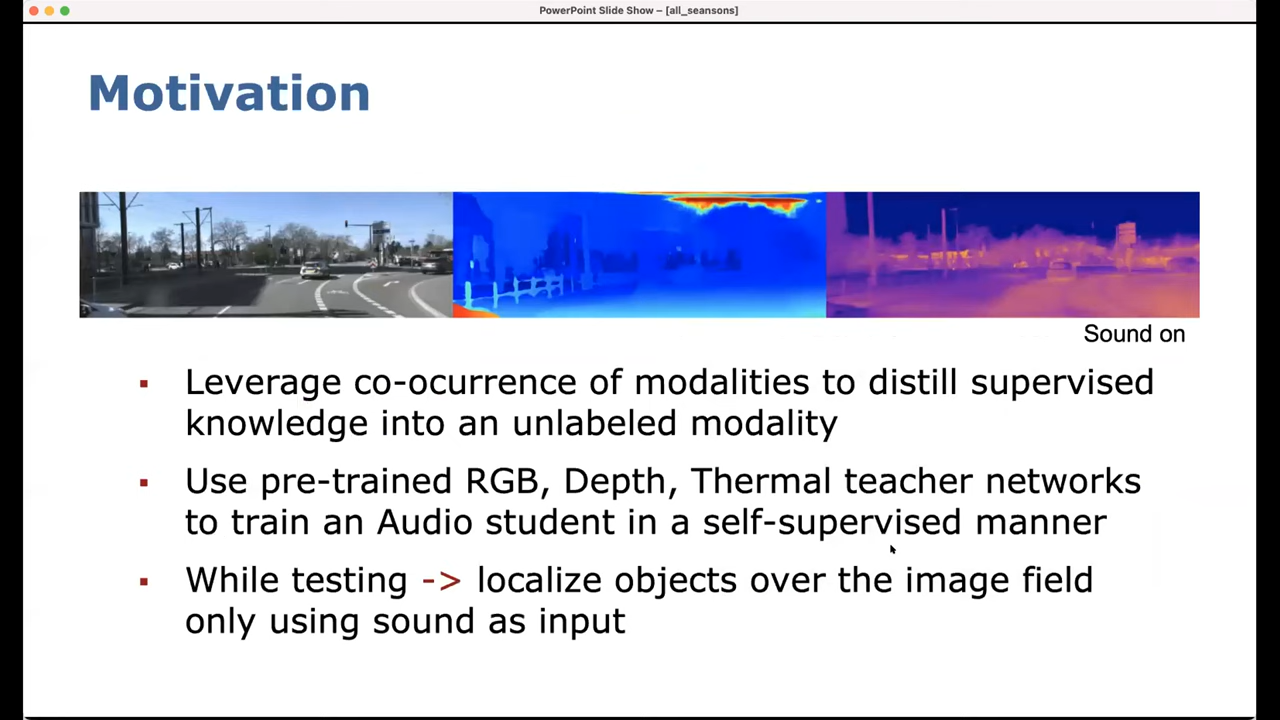 PowerPoint Slide Show – [all_seansons]
Motivation
Sound on
▪ Leverage co-ocurrence of modalities to distill supervised
knowledge into an unlabeled modality
▪ Use pre-trained RGB, Depth, Thermal teacher networks
to train an Audio student in a self-supervised manner
▪ While testing -> localize objects over the image field
only using sound as input